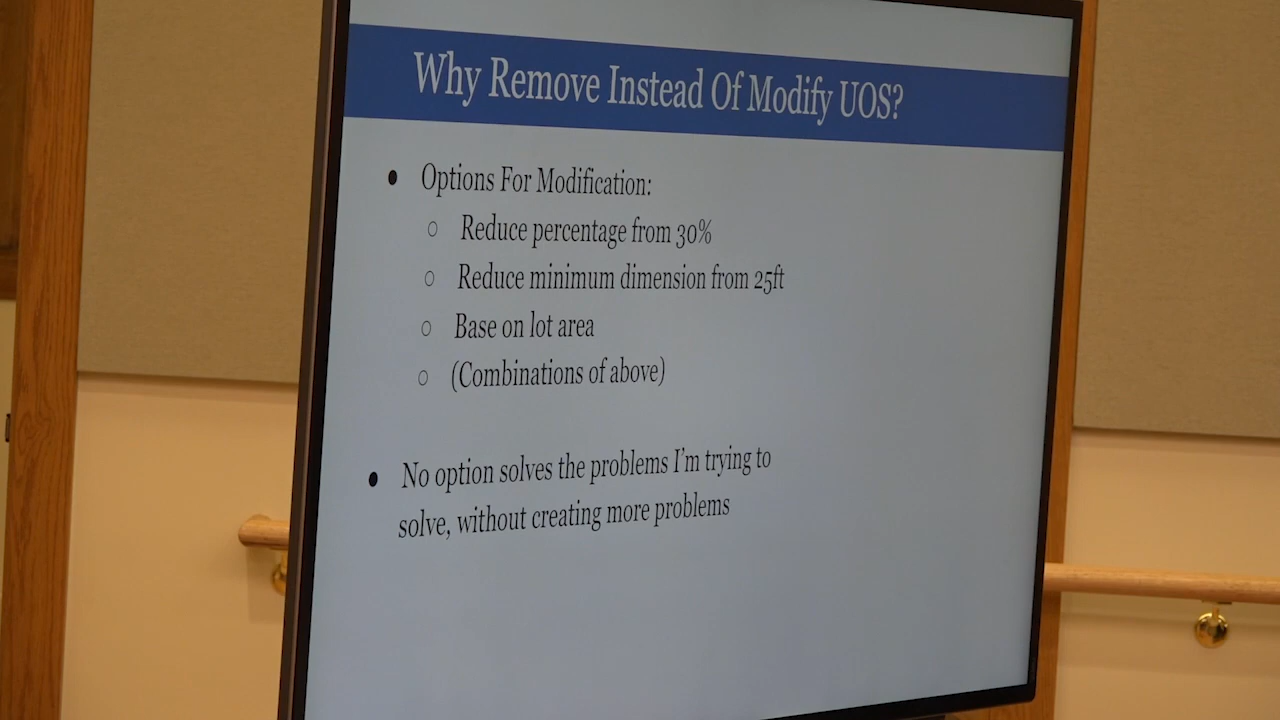 Why Remove Instead Of Modify UOS?
● Options For Modification:
○ Reduce percentage from 30%
○ Reduce minimum dimension from 25ft
○ Base on lot area
○ (Combinations of above)
● No option solves the problems I'm trying to
solve, without creating more problems